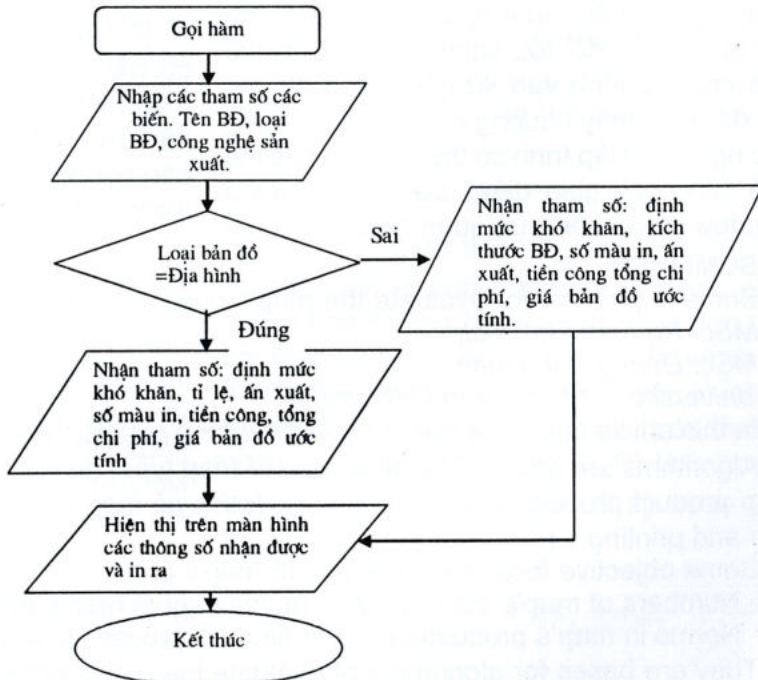 Gọi hàm
Nhập các tham số các
biến. Tên BĐ, loại
BĐ, công nghệ sản
xuất.
Loại bản đồ
=Địa hình
Sai
Nhận tham số: định
mức khó khăn, kích
thước BĐ, số màu in, ấn
xuất, tiền công tổng chi
phí, giá bản đồ ước
tính.
Đúng
Nhận tham số: định mức
khó khăn, tỉ lệ, ấn xuất,
số màu in, tiền công, tổng
chi phí, giá bản đồ ước
tính
Hiện thị trên màn hình
các thông số nhận được
và in ra
Kết thúc